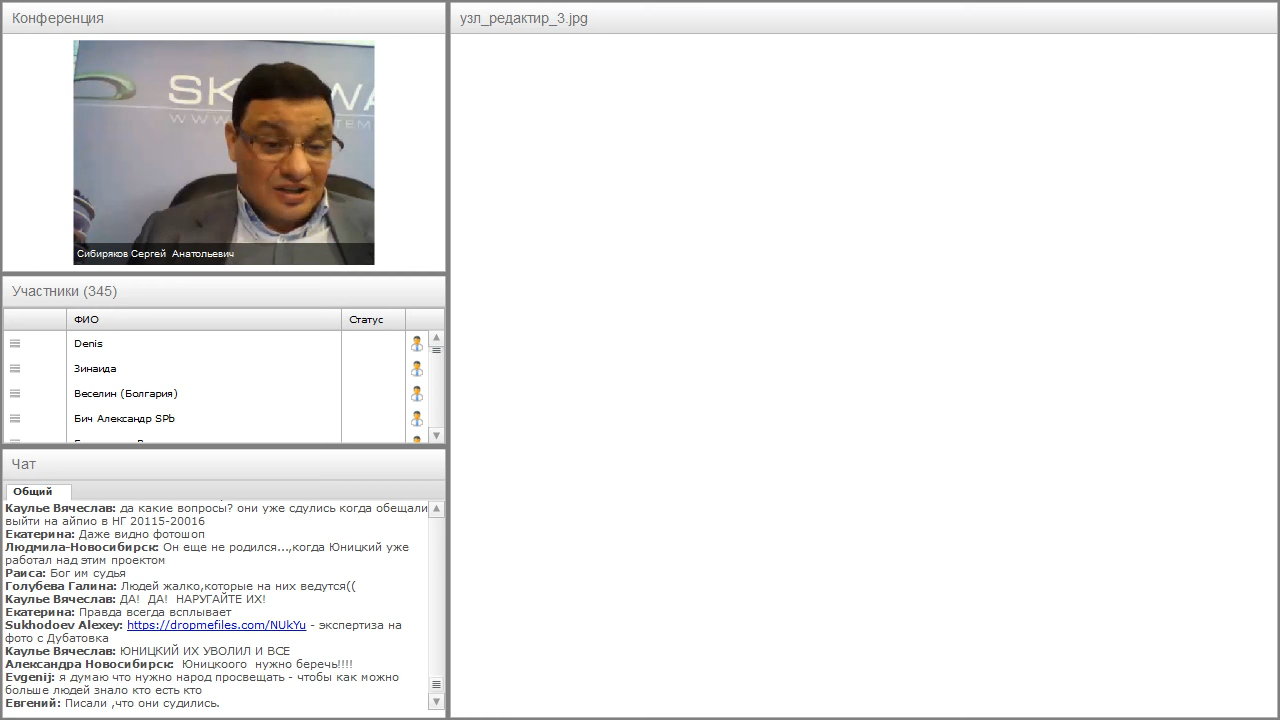 Конференция
узл_редактир_3.jpg
SK
WA
WWW
TEM
Сибиряков Сергей Анатольевич
Участники (345)
ФИО Статус
Denis
Зинаида
Веселин (Болгария)
Бич Александр SPb
Чат
Общий
Каулье Вячеслав: да какие вопросы? они уже сдулись когда обещали
выйти на айпио в НГ 20115-20016
Екатерина: Даже видно фотошоп
Людмила-Новосибирск: Он еще не родился...,когда Юницкий уже
работал над этим проектом
Раиса: Бог им судья
Голубева Галина: Людей жалко,которые на них ведутся((
Каулье Вячеслав: ДА! ДА! НАРУГАЙТЕ ИХ!
Екатерина: Правда всегда всплывает
Sukhodoev Alexey: https://dropmefiles.com/NUkYu - экспертиза на
фото с Дубатовка
Каулье Вячеслав: ЮНИЦКИЙ ИХ УВОЛИЛ И ВСЕ
Александра Новосибирск: Юницкоого нужно беречь!!!!
Evgenij: я думаю что нужно народ просвещать - чтобы как можно
больше людей знало кто есть кто
Евгений: Писали ,что они судились.